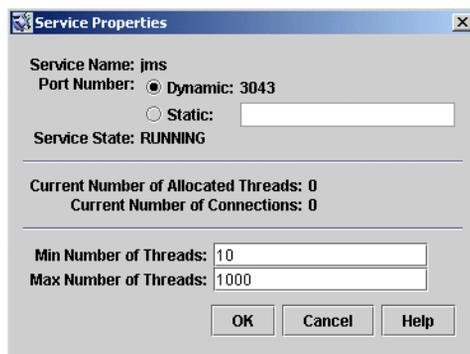 Service Properties
Service Name: jms
Port Number: Dynamic: 3043
Static:
Service State: RUNNING
Current Number of Allocated Threads: 0
Current Number of Connections: 0
Min Number of Threads: 10
Max Number of Threads: 1000
OK Cancel Help